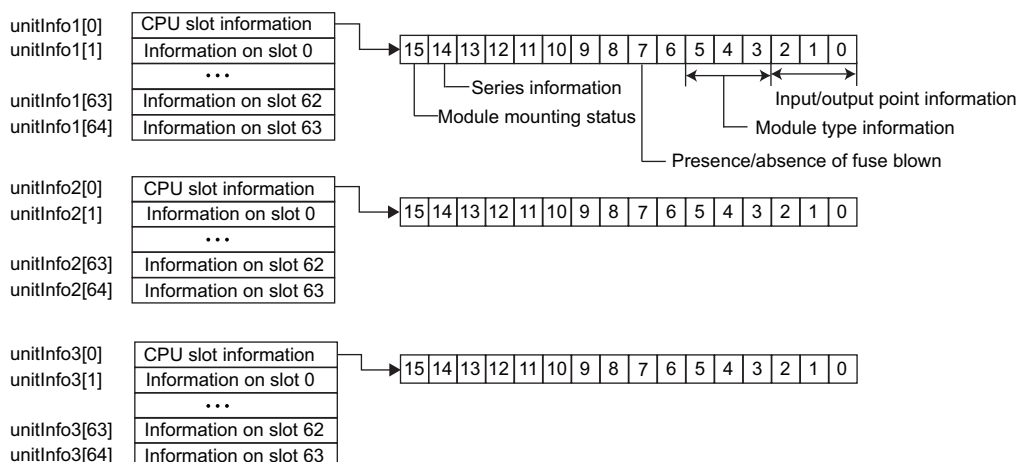 unitInfo1[0] CPU slot information
unitInfo1[1] Information on slot 0
...
unitInfo1[63] Information on slot 62
unitInfo1[64] Information on slot 63
15 14 13 12 11 10 9 8 7 6 5 4 3 2 1 0
Series information
Module mounting status
Input/output point information
Module type information
Presence/absence of fuse blown
unitInfo2[0] CPU slot information
unitInfo2[1] Information on slot 0
...
unitInfo2[63] Information on slot 62
unitInfo2[64] Information on slot 63
15 14 13 12 11 10 9 8 7 6 5 4 3 2 1 0
unitInfo3[0] CPU slot information
unitInfo3[1] Information on slot 0
...
unitInfo3[63] Information on slot 62
unitInfo3[64] Information on slot 63
15 14 13 12 11 10 9 8 7 6 5 4 3 2 1 0